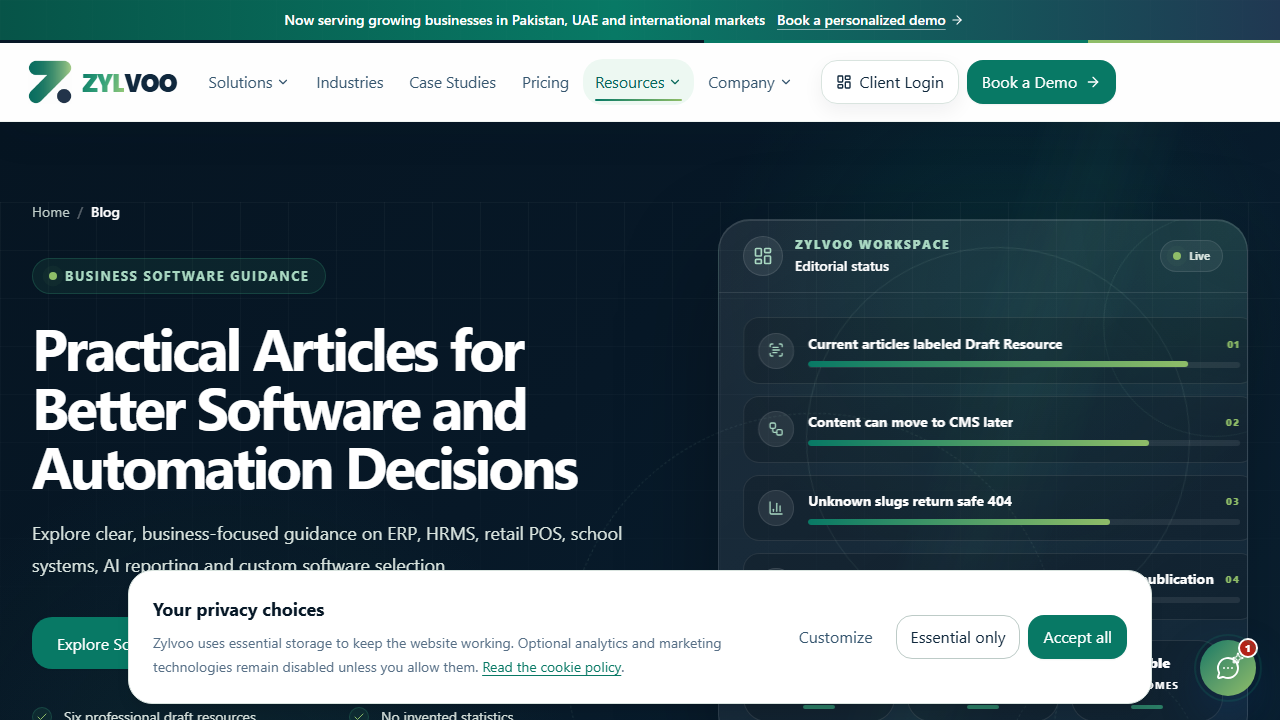 Now serving growing businesses in Pakistan, UAE and international markets Book a personalized demo →
ZYLVOO Solutions Industries Case Studies Pricing Resources Company Client Login Book a Demo →
Home / Blog
BUSINESS SOFTWARE GUIDANCE
Practical Articles for
Better Software and
Automation Decisions
Explore clear, business-focused guidance on ERP, HRMS, retail POS, school
systems, AI reporting and custom software selection
Explore
Six professional draft resources
No invented statistics
ZYLVOO WORKSPACE
Editorial status
Live
Current articles labeled Draft Resource 01
Content can move to CMS later 02
Unknown slugs return safe 404 03
04
Your privacy choices
Zylvoo uses essential storage to keep the website working. Optional analytics and marketing
technologies remain disabled unless you allow them. Read the cookie policy.
Customize
Essential only
Accept all
1